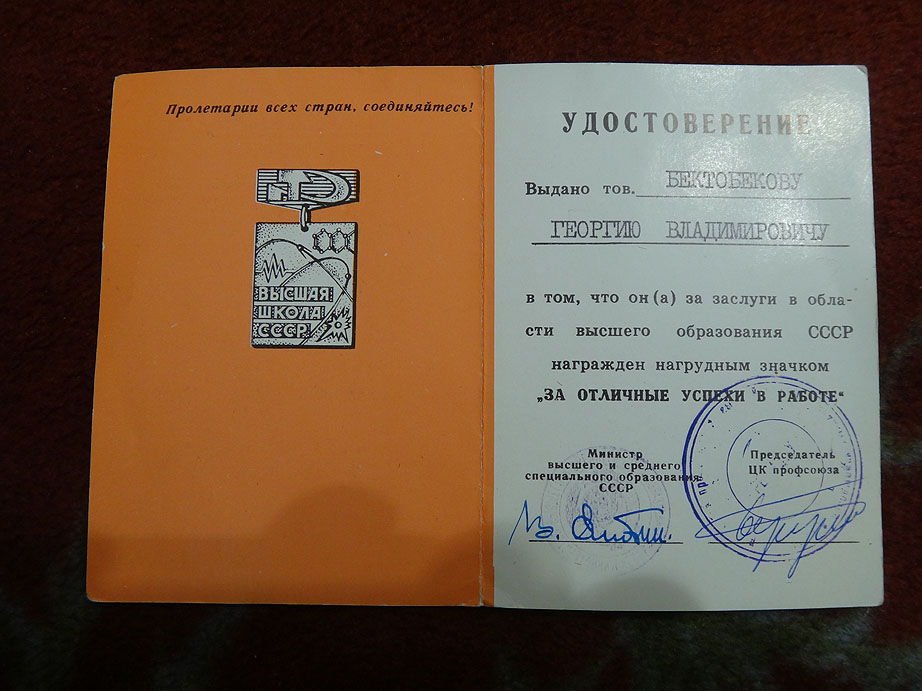 Пролетарии всех стран, соединяйтесь!
ВЫСШАЯ
ШКОЛА
СССР
УДОСТОВЕРЕНИЕ
Выдано тов. БЕКТОБЕКОВУ
ГЕОРГИЮ ВЛАДИМИРОВИЧУ
в том, что он(а) за заслуги в обла-
сти высшего образования СССР
награжден нагрудным значком
„ЗА ОТЛИЧНЫЕ УСПЕХИ В РАБОТЕ“
Министр
высшего и среднего
специального образования
СССР
Председатель
ЦК профсоюза